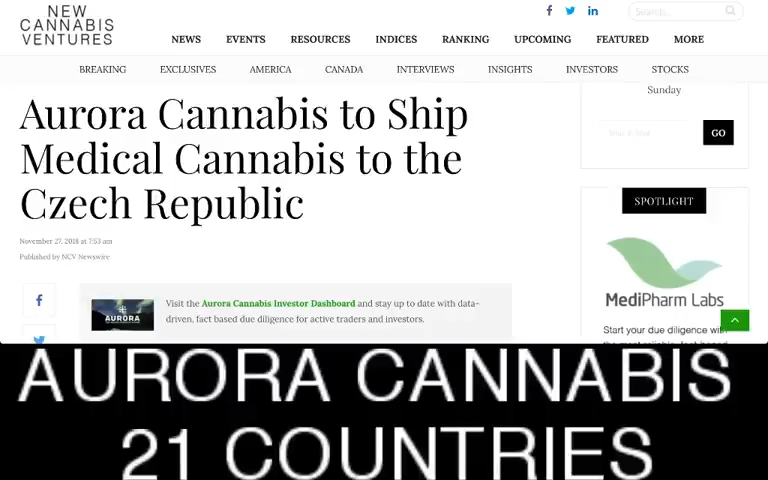 NEW
CANNABIS
VENTURES
Search...
NEWS EVENTS RESOURCES INDICES RANKING UPCOMING FEATURED MORE
BREAKING EXCLUSIVES AMERICA CANADA INTERVIEWS INSIGHTS INVESTORS STOCKS
Aurora Cannabis to Ship
Medical Cannabis to the
Czech Republic
November 27, 2018 at 7:53 am
Published by NCV Newswire
AURORA
Visit the Aurora Cannabis Investor Dashboard and stay up to date with data-
driven, fact based due diligence for active traders and investors.
Sunday
GO
SPOTLIGHT
MediPharm Labs
Start your due diligence with
AURORA CANNABIS
21 COUNTRIES